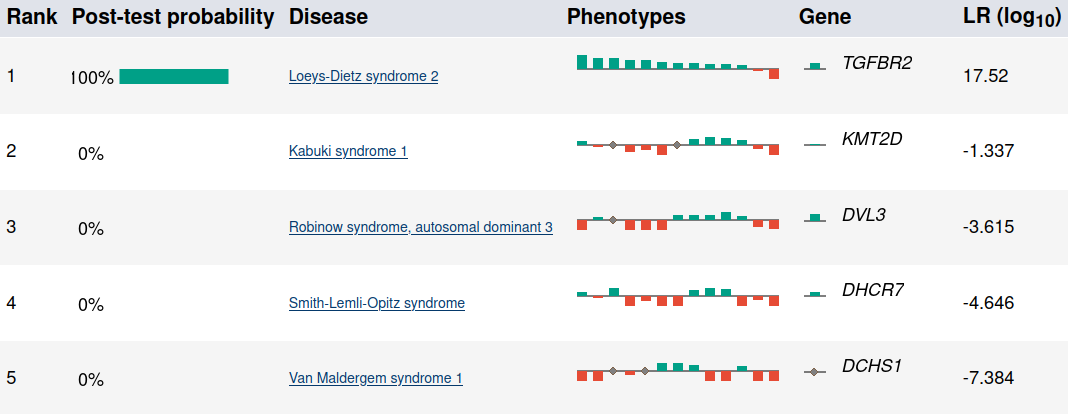 Rank Post-test probability Disease Phenotypes Gene LR (log10)
1 100% Loeys-Dietz syndrome 2 TGFBR2 17.52
2 0% Kabuki syndrome 1 KMT2D -1.337
3 0% Robinow syndrome, autosomal dominant 3 DVL3 -3.615
4 0% Smith-Lemli-Opitz syndrome DHCR7 -4.646
5 0% Van Maldergem syndrome 1 DCHS1 -7.384